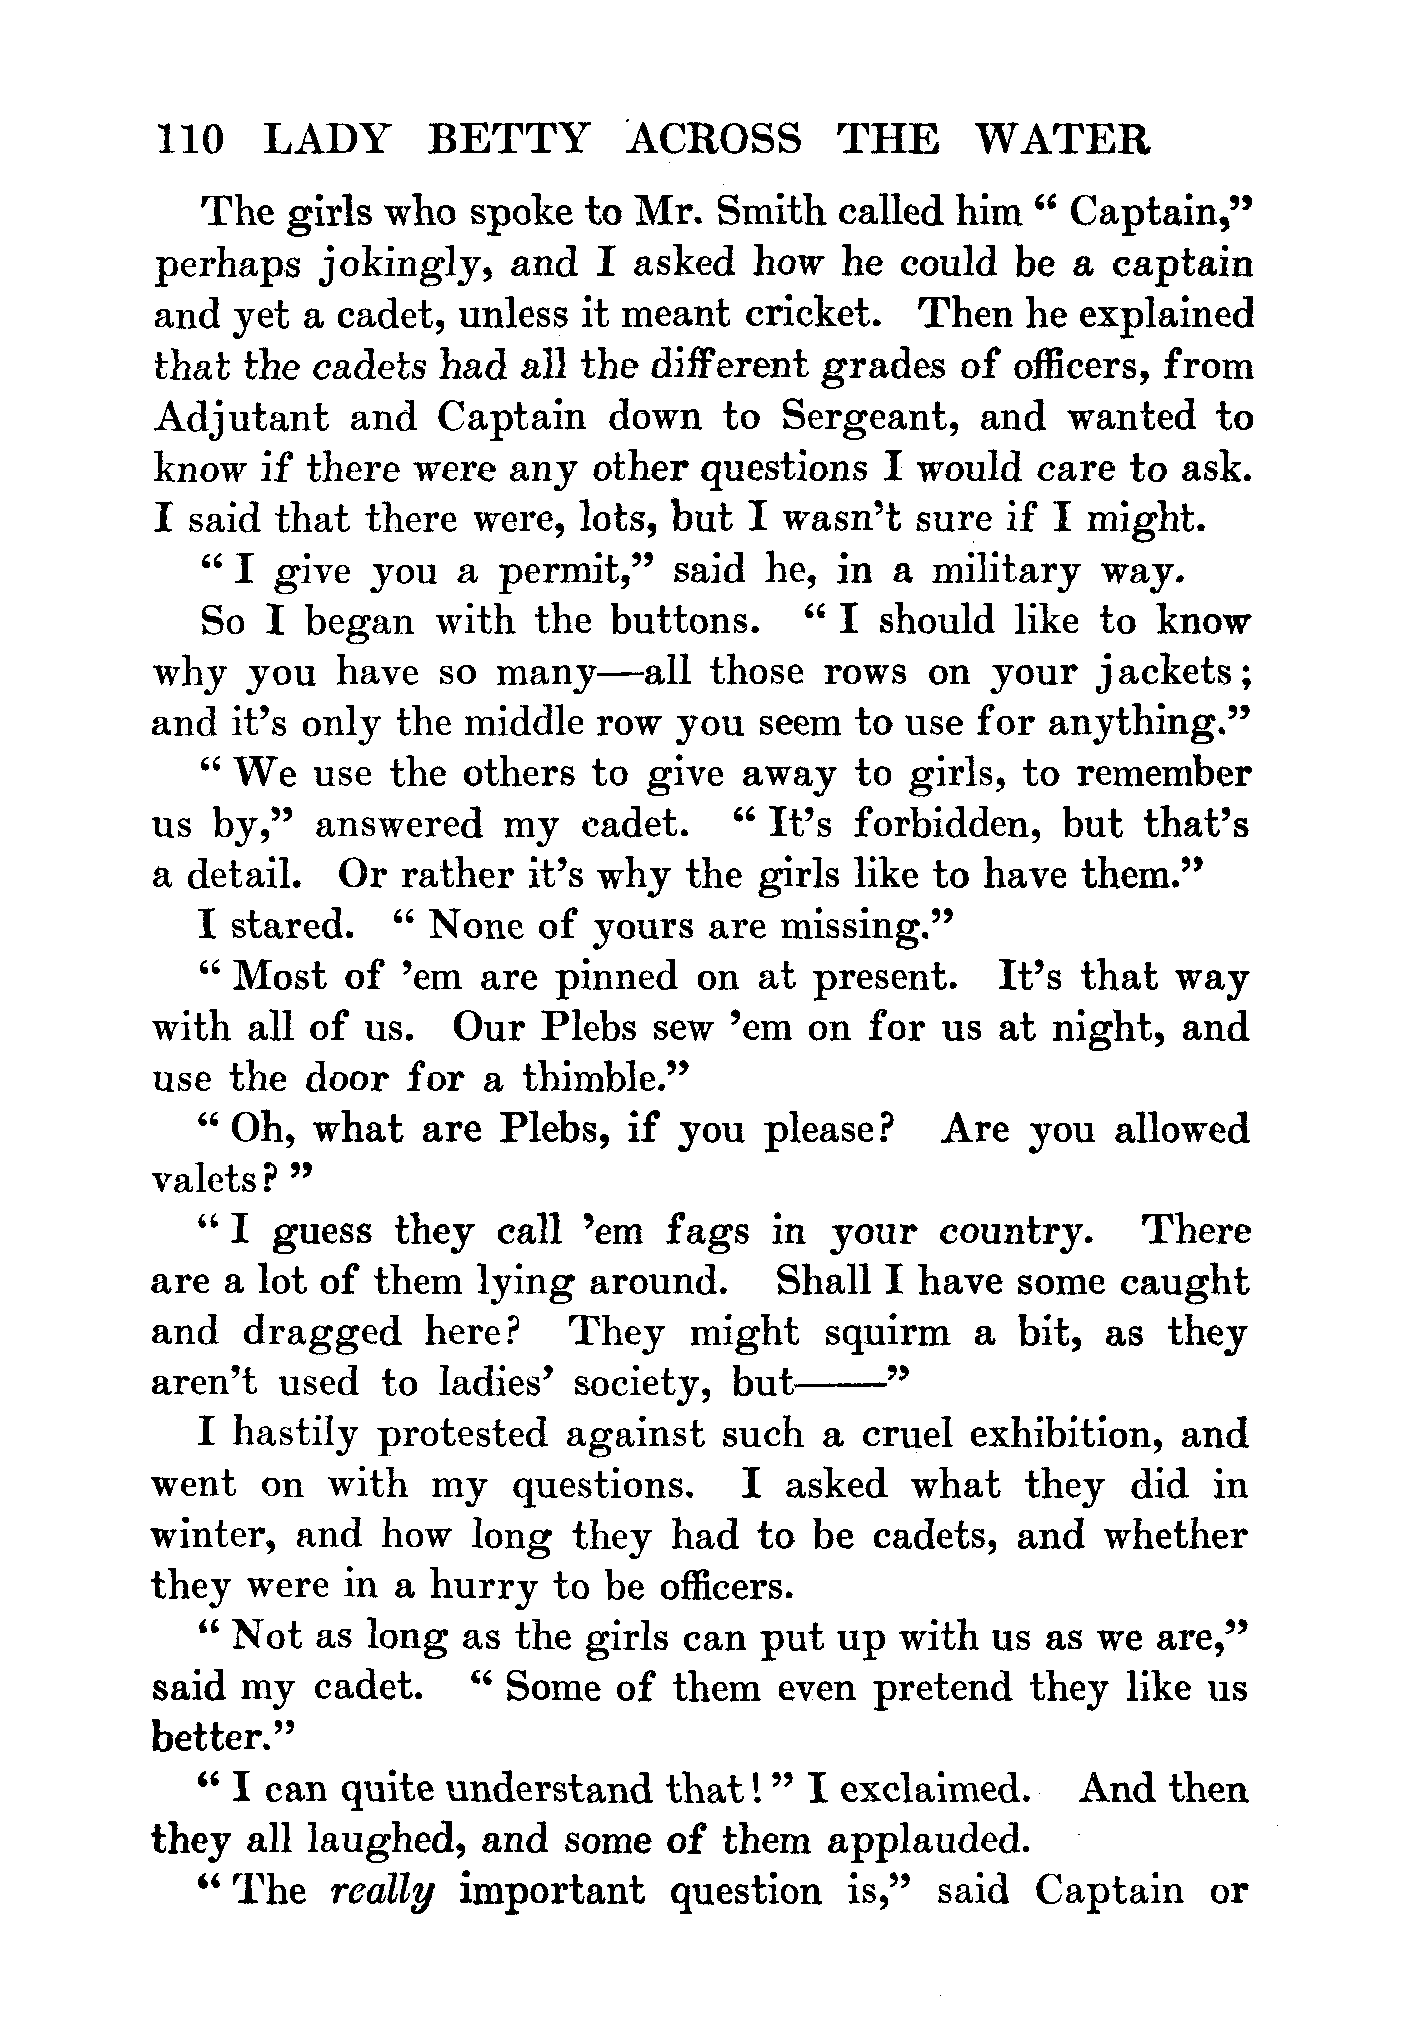 110 LADY BETTY ACROSS THE WATER
The girls who spoke to Mr. Smith called him “ Captain,”
perhaps jokingly, and I asked how he could be a captain
and yet a cadet, unless it meant cricket. Then he explained
that the cadets had all the different grades of officers, from
Adjutant and Captain down to Sergeant, and wanted to
know if there were any other questions I would care to ask.
I said that there were, lots, but I wasn’t sure if I might.
“ I give you a permit,” said he, in a military way.
So I began with the buttons. “ I should like to know
why you have so many—all those rows on your jackets;
and it’s only the middle row you seem to use for anything.”
“ We use the others to give away to girls, to remember
us by,” answered my cadet. “ It’s forbidden, but that’s
a detail. Or rather it’s why the girls like to have them.”
I stared. “ None of yours are missing.”
“ Most of ’em are pinned on at present. It’s that way
with all of us. Our Plebs sew ’em on for us at night, and
use the door for a thimble.”
“ Oh, what are Plebs, if you please? Are you allowed
valets? ”
“ I guess they call ’em fags in your country. There
are a lot of them lying around. Shall I have some caught
and dragged here? They might squirm a bit, as they
aren’t used to ladies’ society, but——”
I hastily protested against such a cruel exhibition, and
went on with my questions. I asked what they did in
winter, and how long they had to be cadets, and whether
they were in a hurry to be officers.
“ Not as long as the girls can put up with us as we are,”
said my cadet. “ Some of them even pretend they like us
better.”
“ I can quite understand that! ” I exclaimed. And then
they all laughed, and some of them applauded.
“ The really important question is,” said Captain or